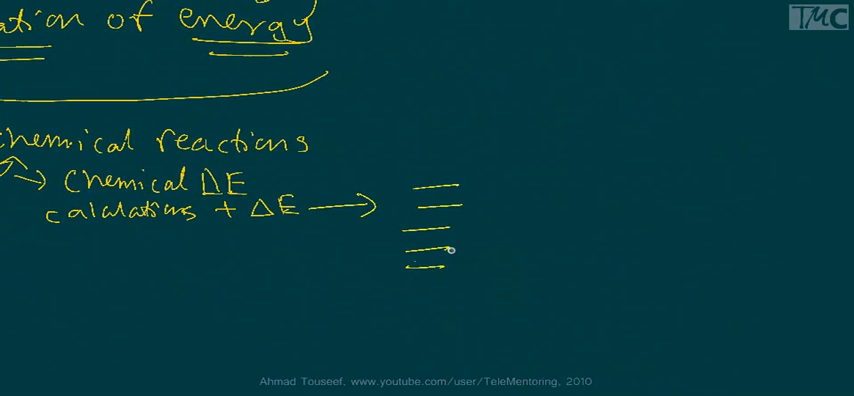 ation of energy
TMC
chemical reactions
→ Chemical ΔE
calculations + ΔE →
Ahmad Touseef, www.youtube.com/user/TeleMentoring, 2010